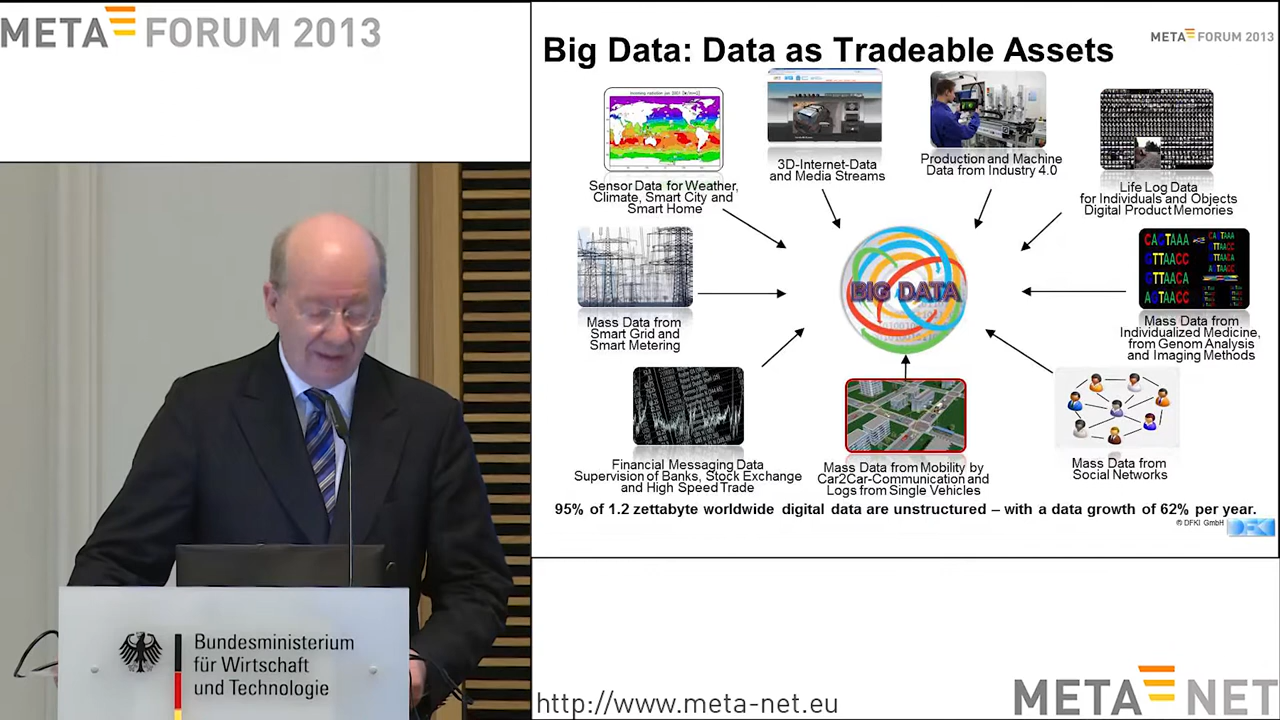 META FORUM 2013
Big Data: Data as Tradeable Assets
META FORUM 2013
Sensor Data for Weather,
Climate, Smart City and
Smart Home
3D-Internet-Data
and Media Streams
Production and Machine
Data from Industry 4.0
Life Log Data
for Individuals and Objects
Digital Product Memories
Mass Data from
Smart Grid and
Smart Metering
BIG DATA
CAGTAAA
GTTAACC
GTTAACA
AGTAACC
Mass Data from
Individualized Medicine,
from Genom Analysis
and Imaging Methods
Financial Messaging Data
Supervision of Banks, Stock Exchange
and High Speed Trade
Mass Data from Mobility by
Car2Car-Communication and
Logs from Single Vehicles
Mass Data from
Social Networks
95% of 1.2 zettabyte worldwide digital data are unstructured – with a data growth of 62% per year.
© DFKI GmbH
Bundesministerium
für Wirtschaft
und Technologie
http://www.meta-net.eu
META NET